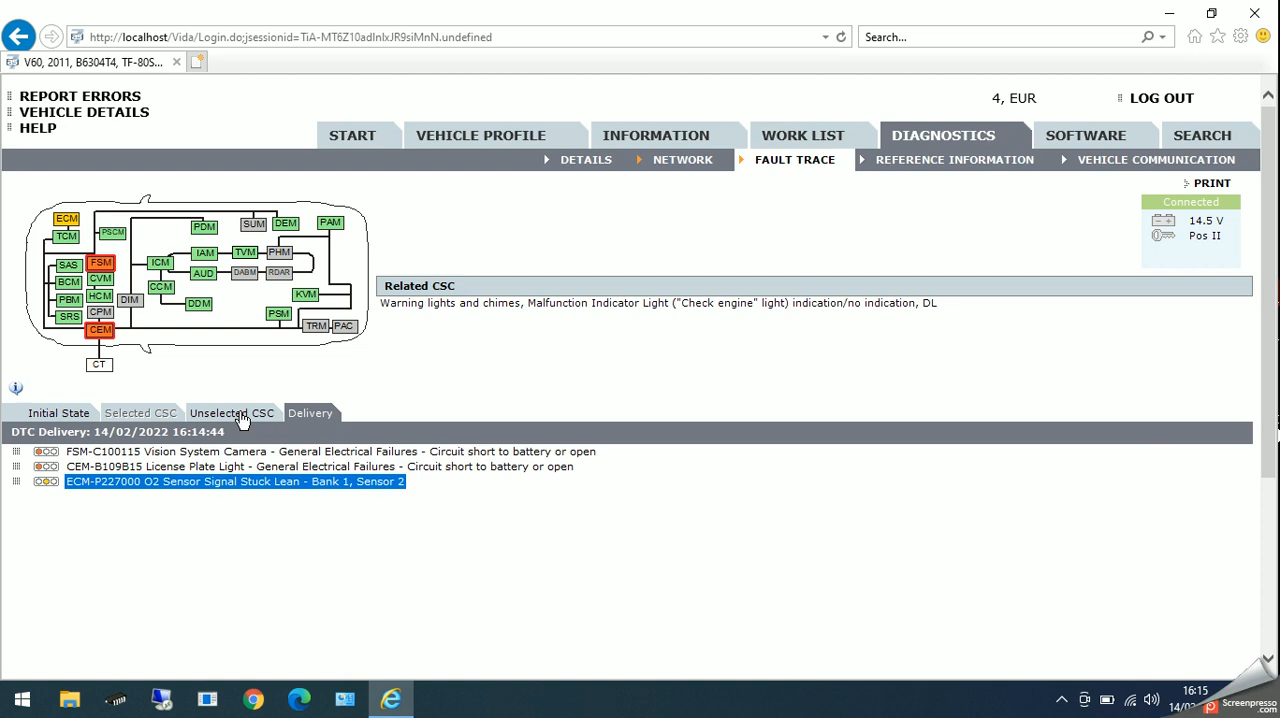 http://localhost/Vida/Login.do;jsessionid=TiA-MT6Z10adInIxJR9siMnN.undefined
Search...
V60, 2011, B6304T4, TF-80S...
REPORT ERRORS
VEHICLE DETAILS
HELP
4, EUR
LOG OUT
START
VEHICLE PROFILE
INFORMATION
WORK LIST
DIAGNOSTICS
SOFTWARE
SEARCH
DETAILS
NETWORK
FAULT TRACE
REFERENCE INFORMATION
VEHICLE COMMUNICATION
PRINT
Connected
14.5 V
Pos II
ECM
TCM
PSCM
PDM
SUM
DEM
PAM
SAS
FSM
ICM
IAM
TVM
PHM
BCM
CVM
CCM
AUD
DABM
RDAR
PBM
HCM
DIM
DDM
KVM
SRS
CPM
PSM
CEM
TRM
PAC
CT
Related CSC
Warning lights and chimes, Malfunction Indicator Light ("Check engine" light) indication/no indication, DL
Initial State
Selected CSC
Unselected CSC
Delivery
DTC Delivery: 14/02/2022 16:14:44
FSM-C100115 Vision System Camera - General Electrical Failures - Circuit short to battery or open
CEM-B109B15 License Plate Light - General Electrical Failures - Circuit short to battery or open
ECM-P227000 O2 Sensor Signal Stuck Lean - Bank 1, Sensor 2
16:15
14/02
Screenpresso
.com